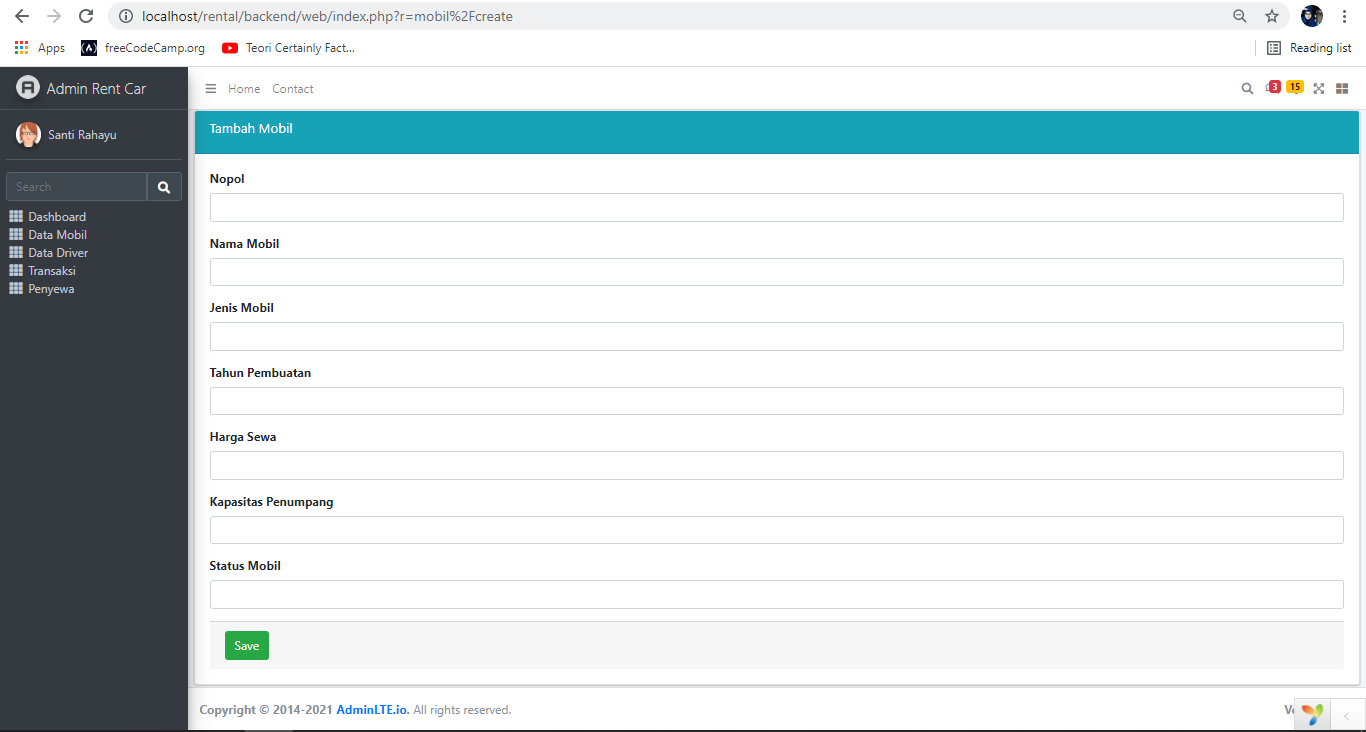 localhost/rental/backend/web/index.php?r=mobil%2Fcreate
Apps freeCodeCamp.org Teori Certainly Fact... Reading list
Admin Rent Car
Home Contact
3 15
Santi Rahayu
Search
Dashboard
Data Mobil
Data Driver
Transaksi
Penyewa
Tambah Mobil
Nopol
Nama Mobil
Jenis Mobil
Tahun Pembuatan
Harga Sewa
Kapasitas Penumpang
Status Mobil
Save
Copyright © 2014-2021 AdminLTE.io. All rights reserved.